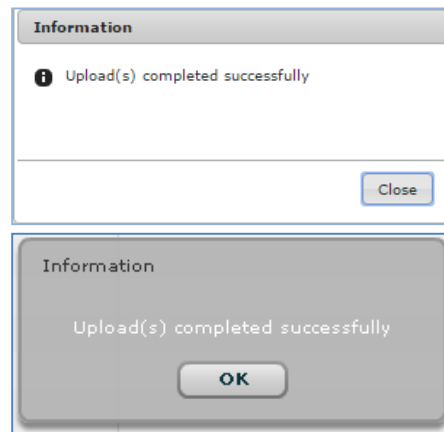 Information
Upload(s) completed successfully
Close
Information
Upload(s) completed successfully
OK